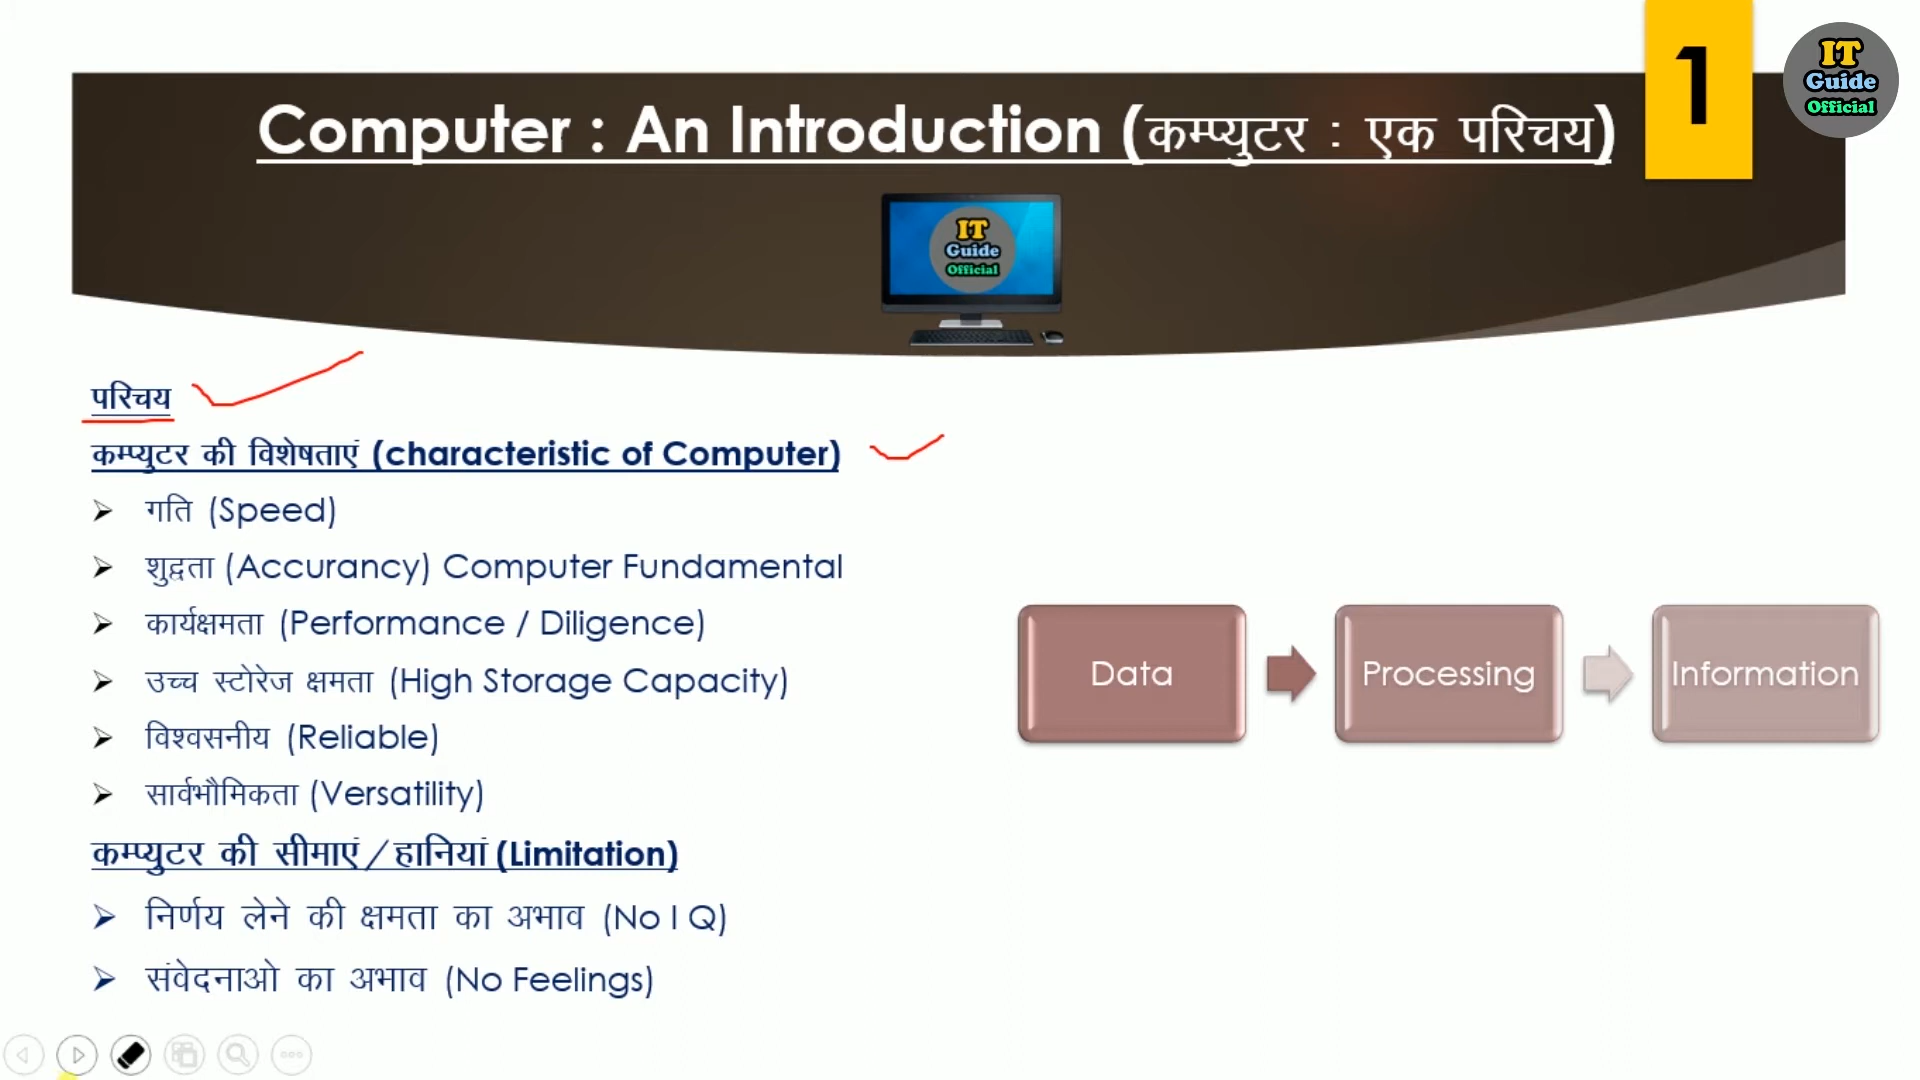 1
IT
Guide
Official
Computer : An Introduction (कम्प्युटर : एक परिचय)
IT
Guide
Official
परिचय
कम्प्युटर की विशेषताएं (characteristic of Computer)
गति (Speed)
शुद्वता (Accurancy) Computer Fundamental
कार्यक्षमता (Performance / Diligence)
उच्च स्टोरेज क्षमता (High Storage Capacity)
विश्वसनीय (Reliable)
सार्वभौमिकता (Versatility)
कम्प्युटर की सीमाएं/हानियां (Limitation)
निर्णय लेने की क्षमता का अभाव (No I Q)
संवेदनाओ का अभाव (No Feelings)
Data
Processing
Information